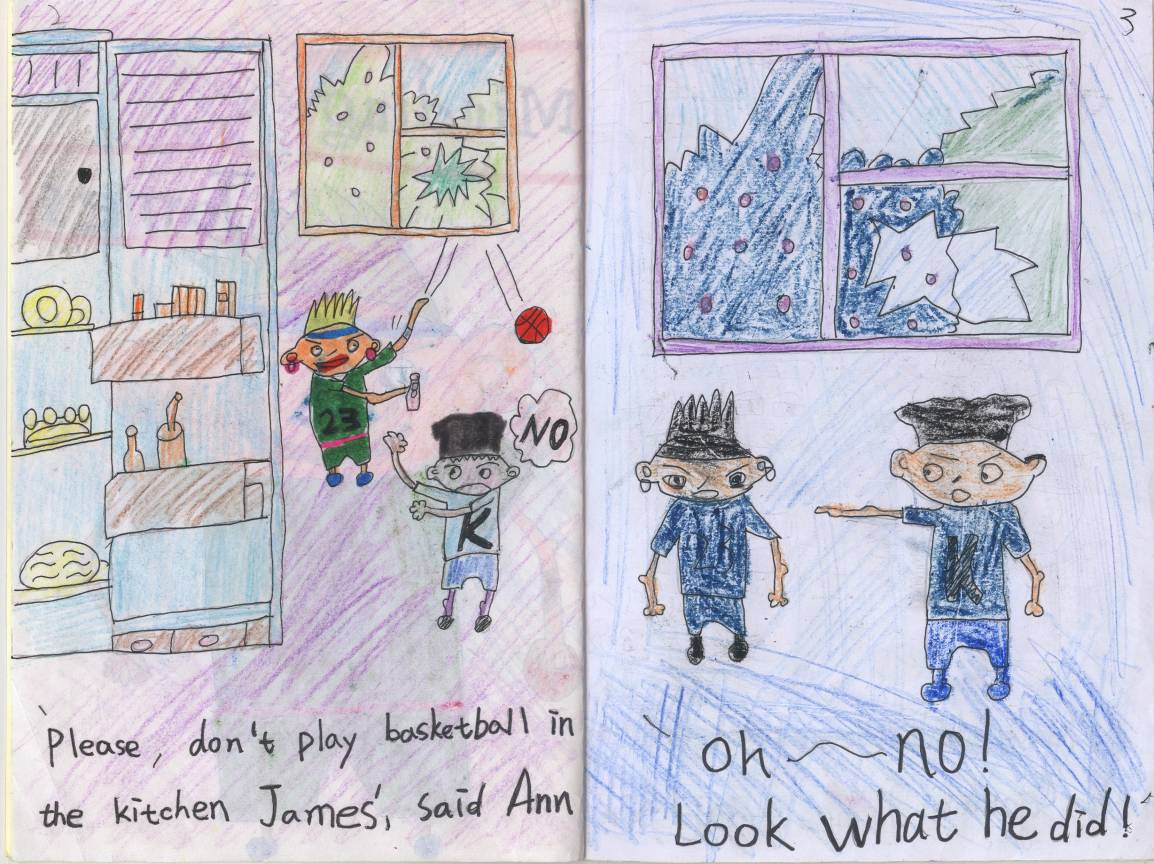 2
23
K
NO
'Please, don't play basketball in
the kitchen James', said Ann
3
K
'oh no!
Look what he did!'